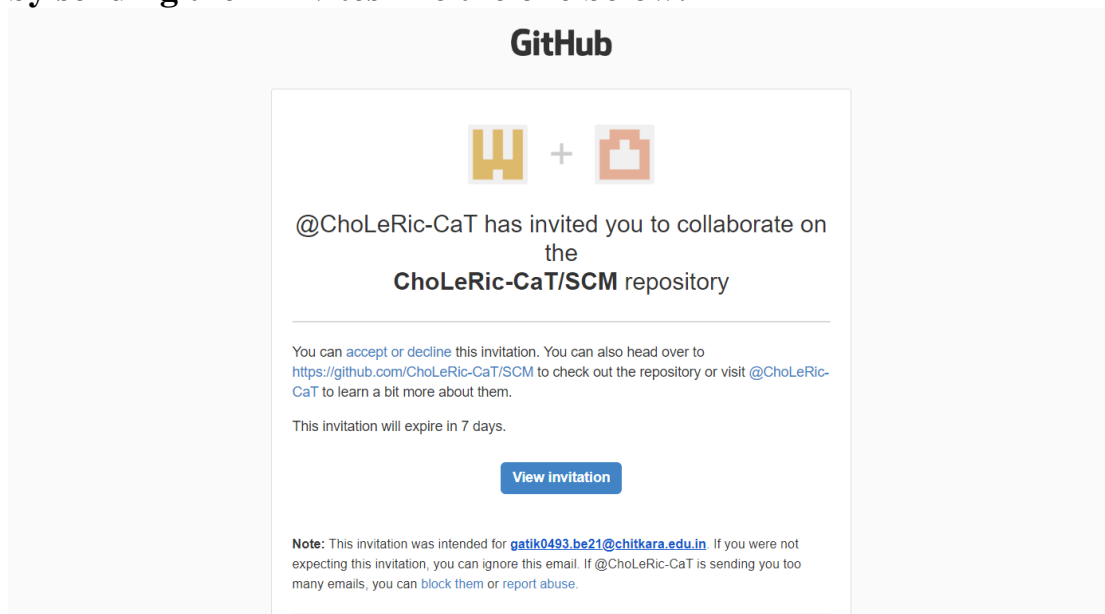 GitHub
@ChoLeRic-CaT has invited you to collaborate on
the
ChoLeRic-CaT/SCM repository
You can accept or decline this invitation. You can also head over to
https://github.com/ChoLeRic-CaT/SCM to check out the repository or visit @ChoLeRic-
CaT to learn a bit more about them.
This invitation will expire in 7 days.
View invitation
Note: This invitation was intended for gatik0493.be21@chitkara.edu.in. If you were not
expecting this invitation, you can ignore this email. If @ChoLeRic-CaT is sending you too
many emails, you can block them or report abuse.